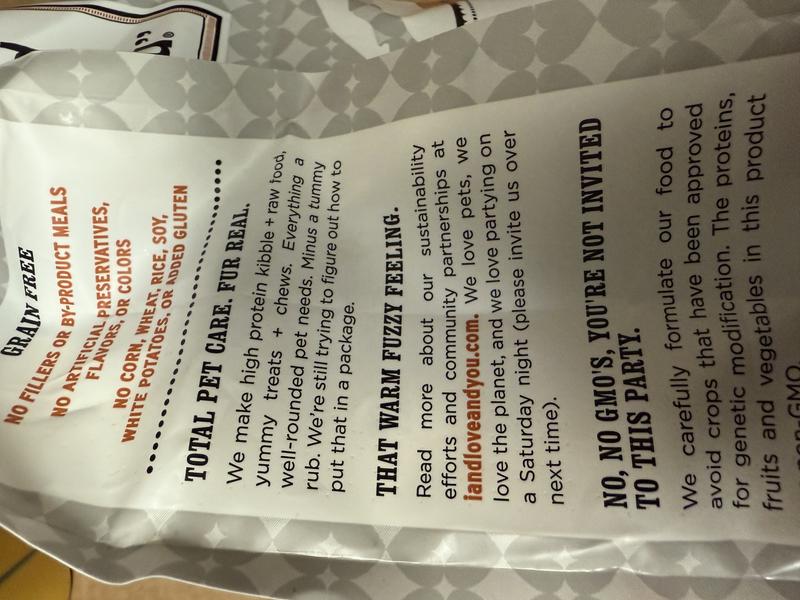 GRAIN FREE
NO FILLERS OR BY-PRODUCT MEALS
NO ARTIFICIAL PRESERVATIVES,
FLAVORS, OR COLORS
NO CORN, WHEAT, RICE, SOY,
WHITE POTATOES, OR ADDED GLUTEN
TOTAL PET CARE. FUR REAL.
We make high protein kibble + raw food,
yummy treats + chews. Everything a
well-rounded pet needs. Minus a tummy
rub. We're still trying to figure out how to
put that in a package.
THAT WARM FUZZY FEELING.
Read more about our sustainability
efforts and community partnerships at
iandloveandyou.com. We love pets, we
love the planet, and we love partying on
a Saturday night (please invite us over
next time).
NO, NO GMO'S, YOU'RE NOT INVITED
TO THIS PARTY.
We carefully formulate our food to
avoid crops that have been approved
for genetic modification. The proteins,
fruits and vegetables in this product
non-GMO.